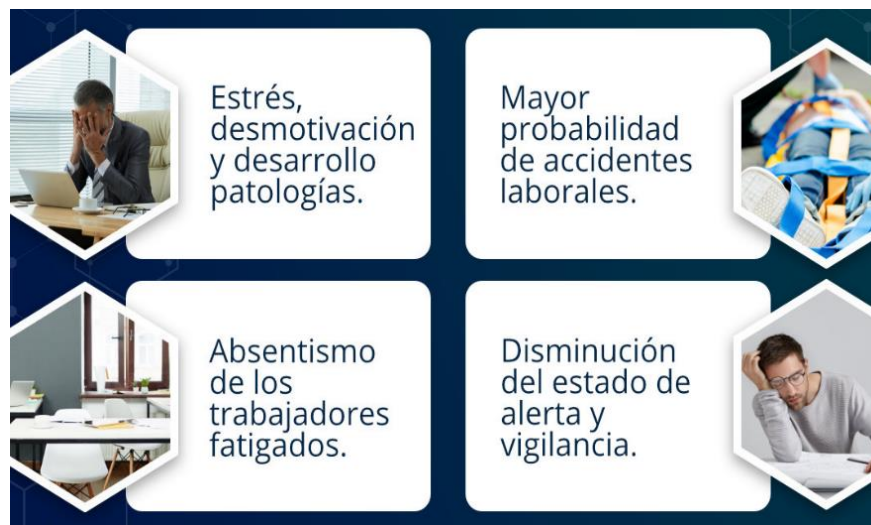 Estrés,
desmotivación
y desarrollo
patologías.
Mayor
probabilidad
de accidentes
laborales.
Absentismo
de los
trabajadores
fatigados.
Disminución
del estado de
alerta y
vigilancia.